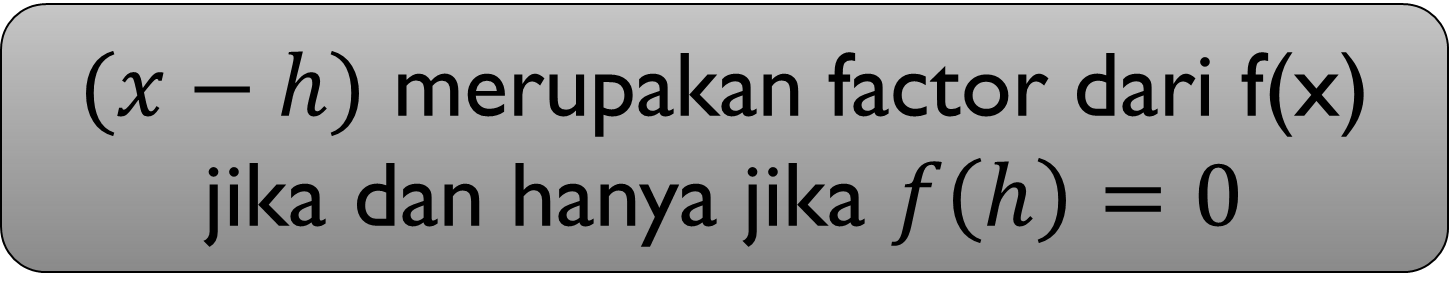 (x − h) merupakan factor dari f(x)
jika dan hanya jika f(h) = 0